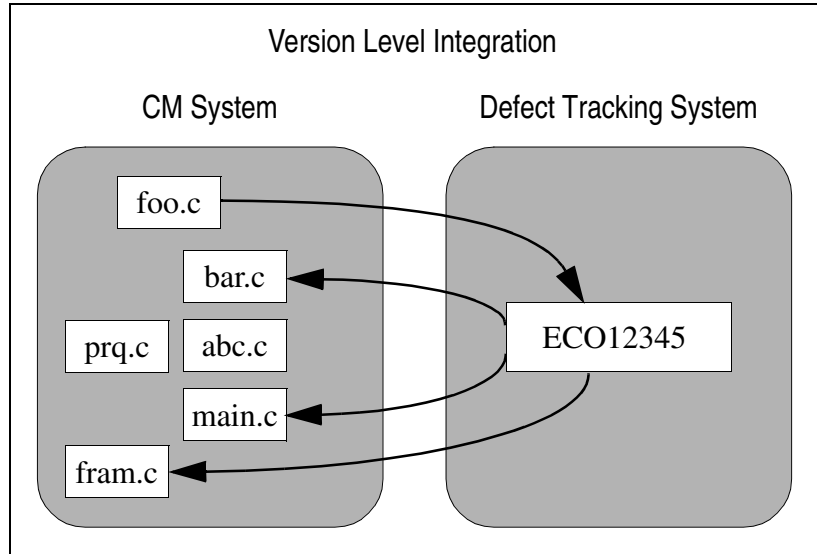 Version Level Integration
CM System
Defect Tracking System
foo.c
bar.c
prq.c
abc.c
main.c
fram.c
ECO12345